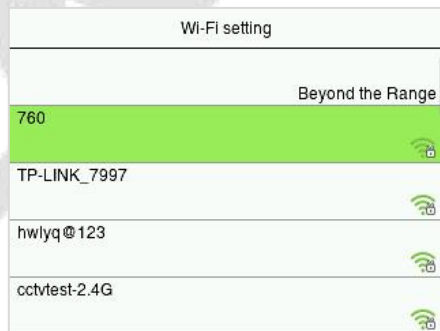 Wi-Fi setting
Beyond the Range
760
TP-LINK_7997
hwlyq@123
cctvtest-2.4G